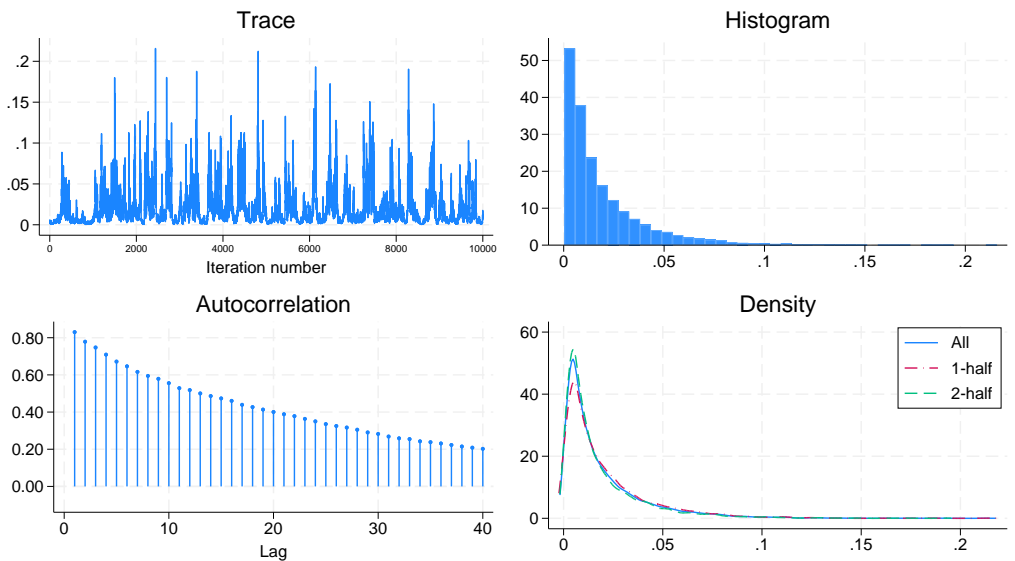 Trace
.2
.15
.1
.05
0
0 2000 4000 6000 8000 10000
Iteration number
Histogram
50
40
30
20
10
0
0 .05 .1 .15 .2
Autocorrelation
0.80
0.60
0.40
0.20
0.00
0 10 20 30 40
Lag
Density
60
40
20
0
0 .05 .1 .15 .2
All
1-half
2-half